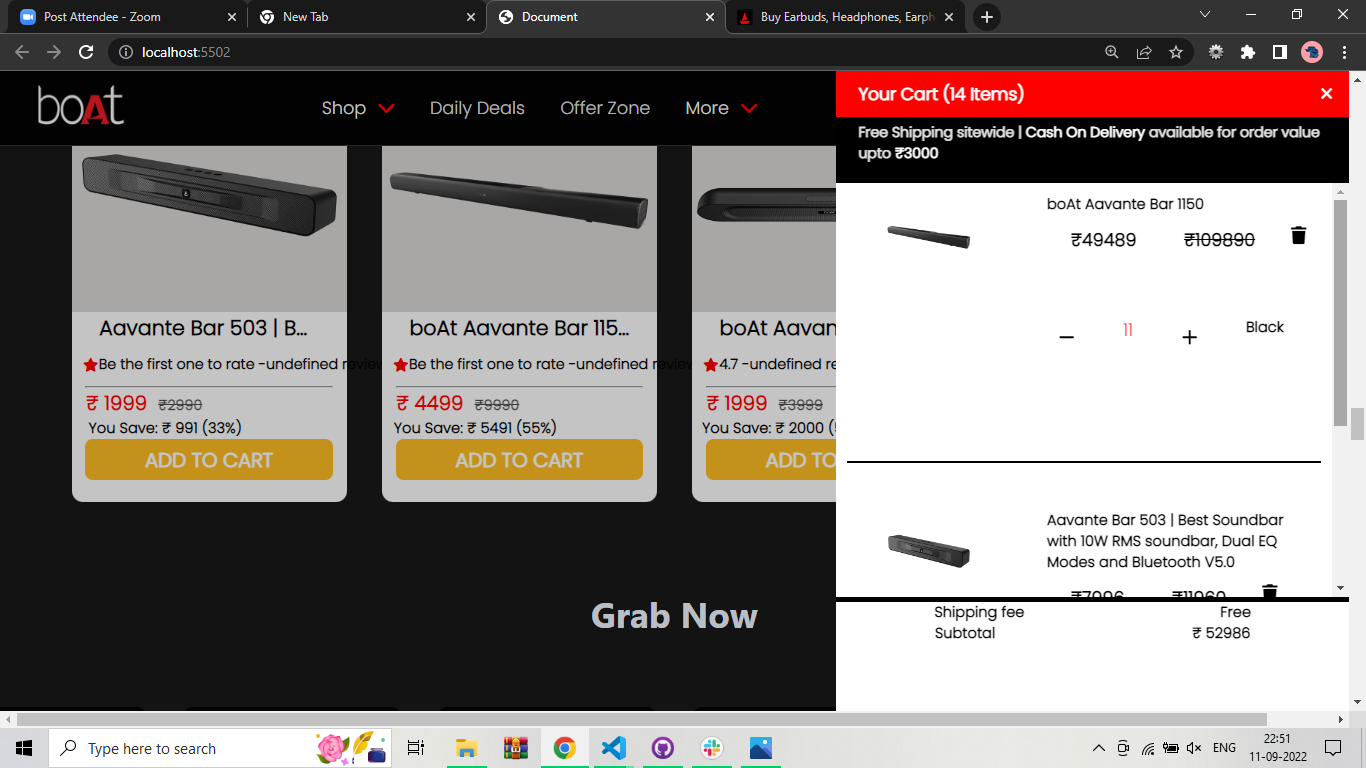 Post Attendee - Zoom
New Tab
Document
Buy Earbuds, Headphones, Earph
localhost:5502
boAt
Shop
Daily Deals
Offer Zone
More
Your Cart (14 Items)
Free Shipping sitewide | Cash On Delivery available for order value
upto ₹3000
boAt Aavante Bar 1150
₹49489 ₹109890
11
Black
Aavante Bar 503 | Best Soundbar
with 10W RMS soundbar, Dual EQ
Modes and Bluetooth V5.0
₹7996 ₹11960
Shipping fee Free
Subtotal ₹ 52986
Aavante Bar 503 | B...
Be the first one to rate -undefined review
₹ 1999 ₹2990
You Save: ₹ 991 (33%)
ADD TO CART
boAt Aavante Bar 115...
Be the first one to rate -undefined review
₹ 4499 ₹9990
You Save: ₹ 5491 (55%)
ADD TO CART
boAt Aavan
4.7 -undefined re
₹ 1999 ₹3999
You Save: ₹ 2000 (
ADD TO
Grab Now
Type here to search
ENG
22:51
11-09-2022